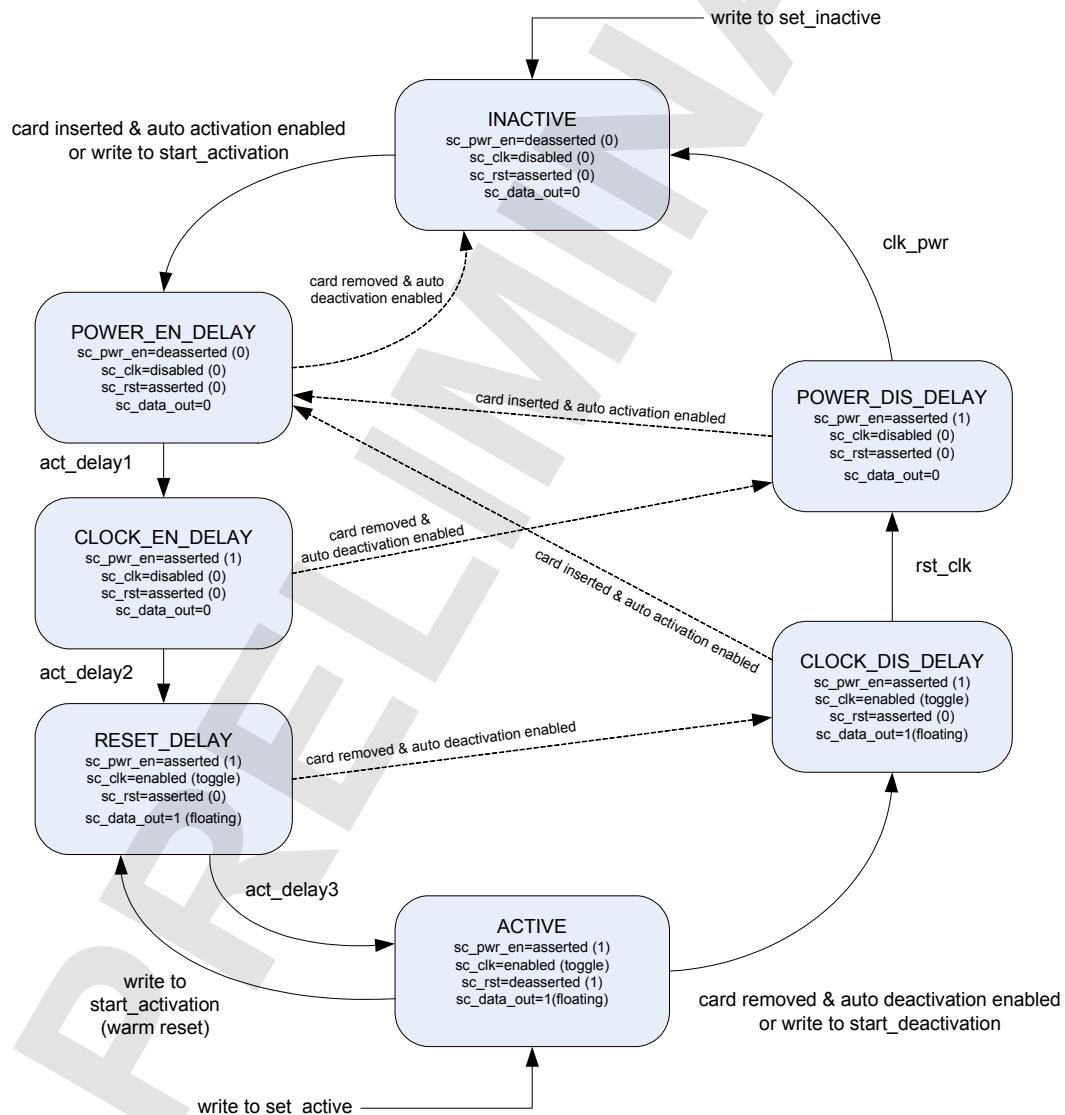 write to set_inactive
INACTIVE
sc_pwr_en=deasserted (0)
sc_clk=disabled (0)
sc_rst=asserted (0)
sc_data_out=0
card inserted & auto activation enabled
or write to start_activation
clk_pwr
card removed & auto
deactivation enabled
POWER_EN_DELAY
sc_pwr_en=deasserted (0)
sc_clk=disabled (0)
sc_rst=asserted (0)
sc_data_out=0
card inserted & auto activation enabled
POWER_DIS_DELAY
sc_pwr_en=asserted (1)
sc_clk=disabled (0)
sc_rst=asserted (0)
sc_data_out=0
act_delay1
CLOCK_EN_DELAY
sc_pwr_en=asserted (1)
sc_clk=disabled (0)
sc_rst=asserted (0)
sc_data_out=0
card removed &
auto deactivation enabled
card inserted & auto activation enabled
rst_clk
act_delay2
CLOCK_DIS_DELAY
sc_pwr_en=asserted (1)
sc_clk=enabled (toggle)
sc_rst=asserted (0)
sc_data_out=1(floating)
RESET_DELAY
sc_pwr_en=asserted (1)
sc_clk=enabled (toggle)
sc_rst=asserted (0)
sc_data_out=1 (floating)
card removed & auto deactivation enabled
act_delay3
ACTIVE
sc_pwr_en=asserted (1)
sc_clk=enabled (toggle)
sc_rst=deasserted (1)
sc_data_out=1(floating)
write to
start_activation
(warm reset)
card removed & auto deactivation enabled
or write to start_deactivation
write to set_active
PRELIMINA